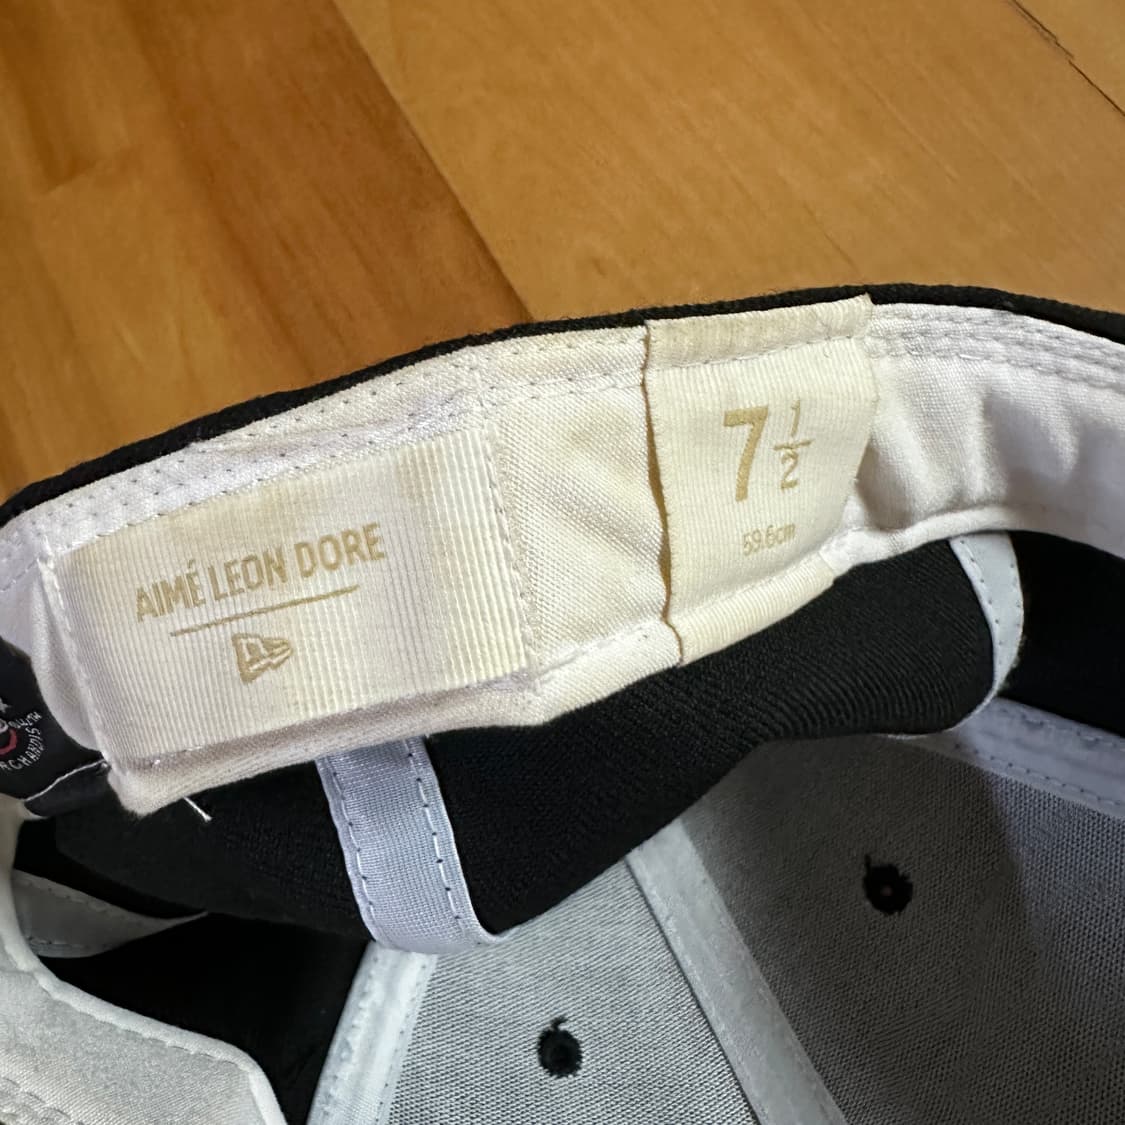 AIMÉ LEON DORE
7 1/2
59.6cm